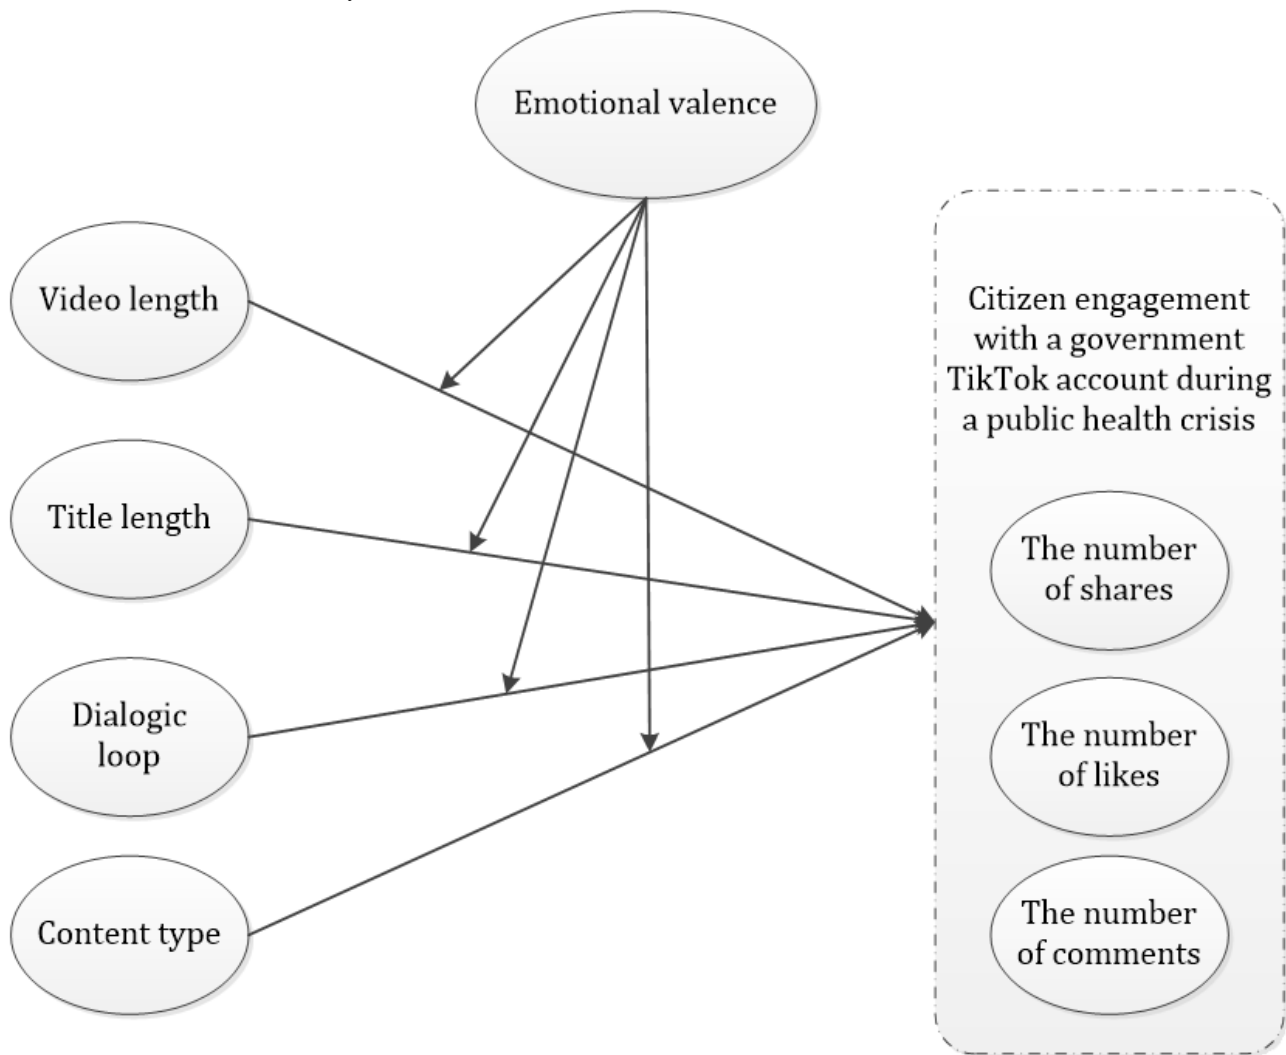 Emotional valence
Video length
Title length
Dialogic
loop
Content type
Citizen engagement
with a government
TikTok account during
a public health crisis
The number
of shares
The number
of likes
The number
of comments